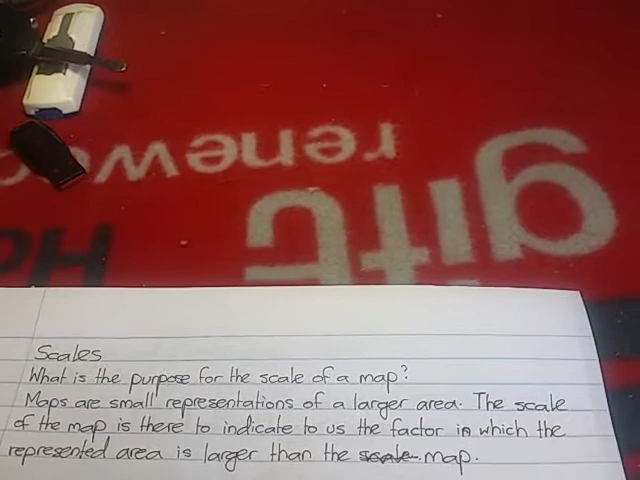 Scales
What is the purpose for the scale of a map?
Maps are small representations of a larger area. The scale
of the map is there to indicate to us the factor in which the
represented area is larger than the scale map.
gift
renew
Ha